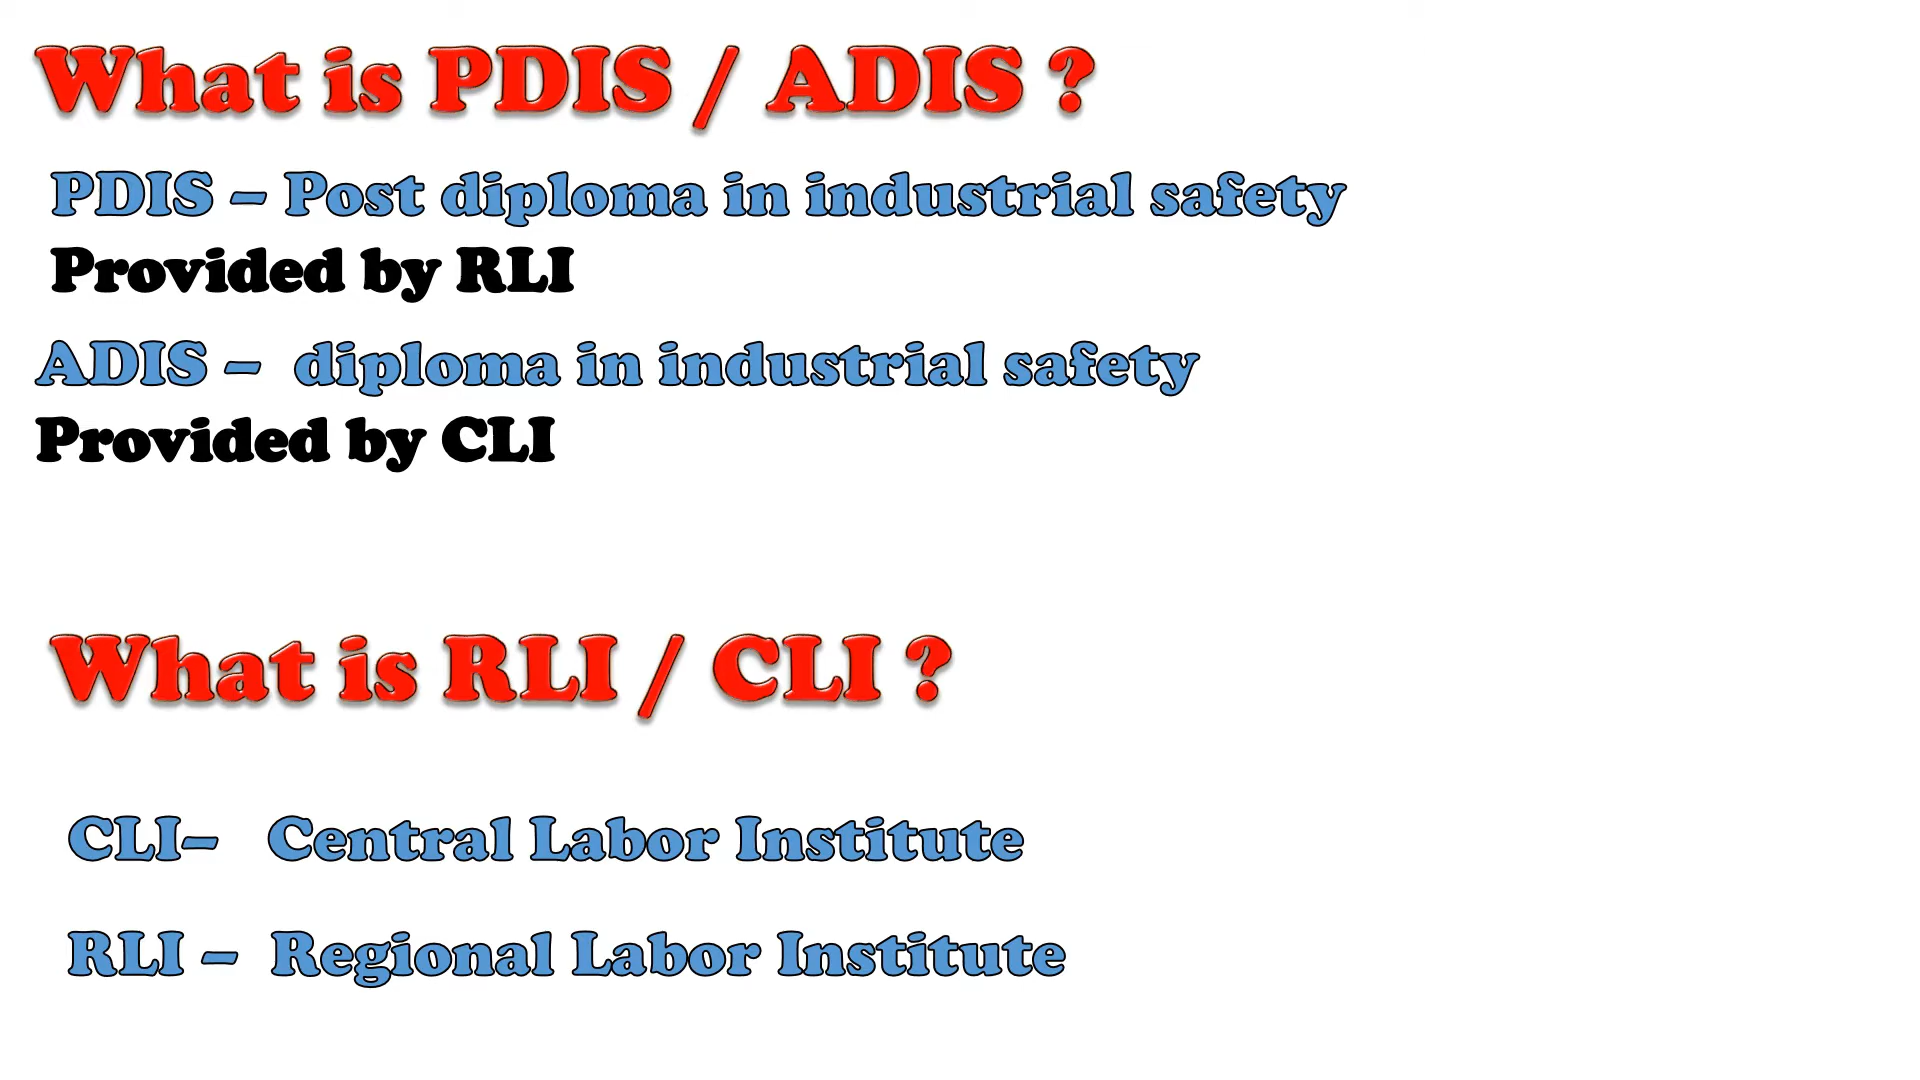 What is PDIS / ADIS ?
PDIS – Post diploma in industrial safety
Provided by RLI
ADIS – diploma in industrial safety
Provided by CLI
What is RLI / CLI ?
CLI– Central Labor Institute
RLI – Regional Labor Institute